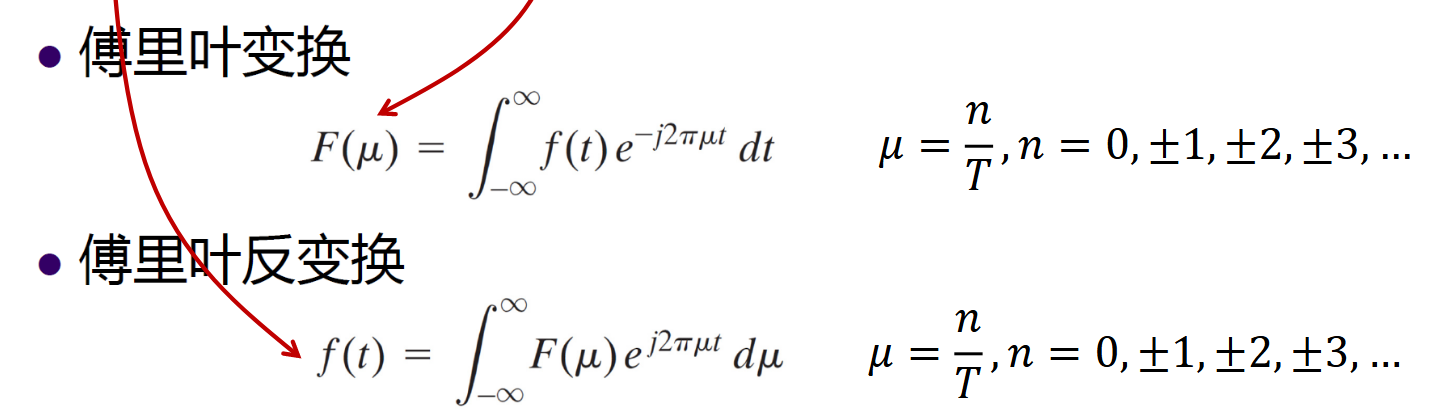 • 傅里叶变换
F(μ) = ∫_{-∞}^{∞} f(t) e^{-j2πμt} dt    μ = n/T, n = 0, ±1, ±2, ±3, …
• 傅里叶反变换
f(t) = ∫_{-∞}^{∞} F(μ) e^{j2πμt} dμ    μ = n/T, n = 0, ±1, ±2, ±3, …